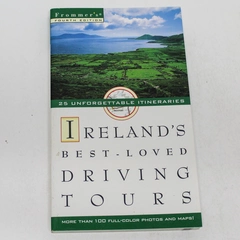 Frommer's®
FOURTH EDITION
25 UNFORGETTABLE ITINERARIES
IRELAND'S
BEST-LOVED
DRIVING
TOURS
MORE THAN 100 FULL-COLOR PHOTOS AND MAPS!